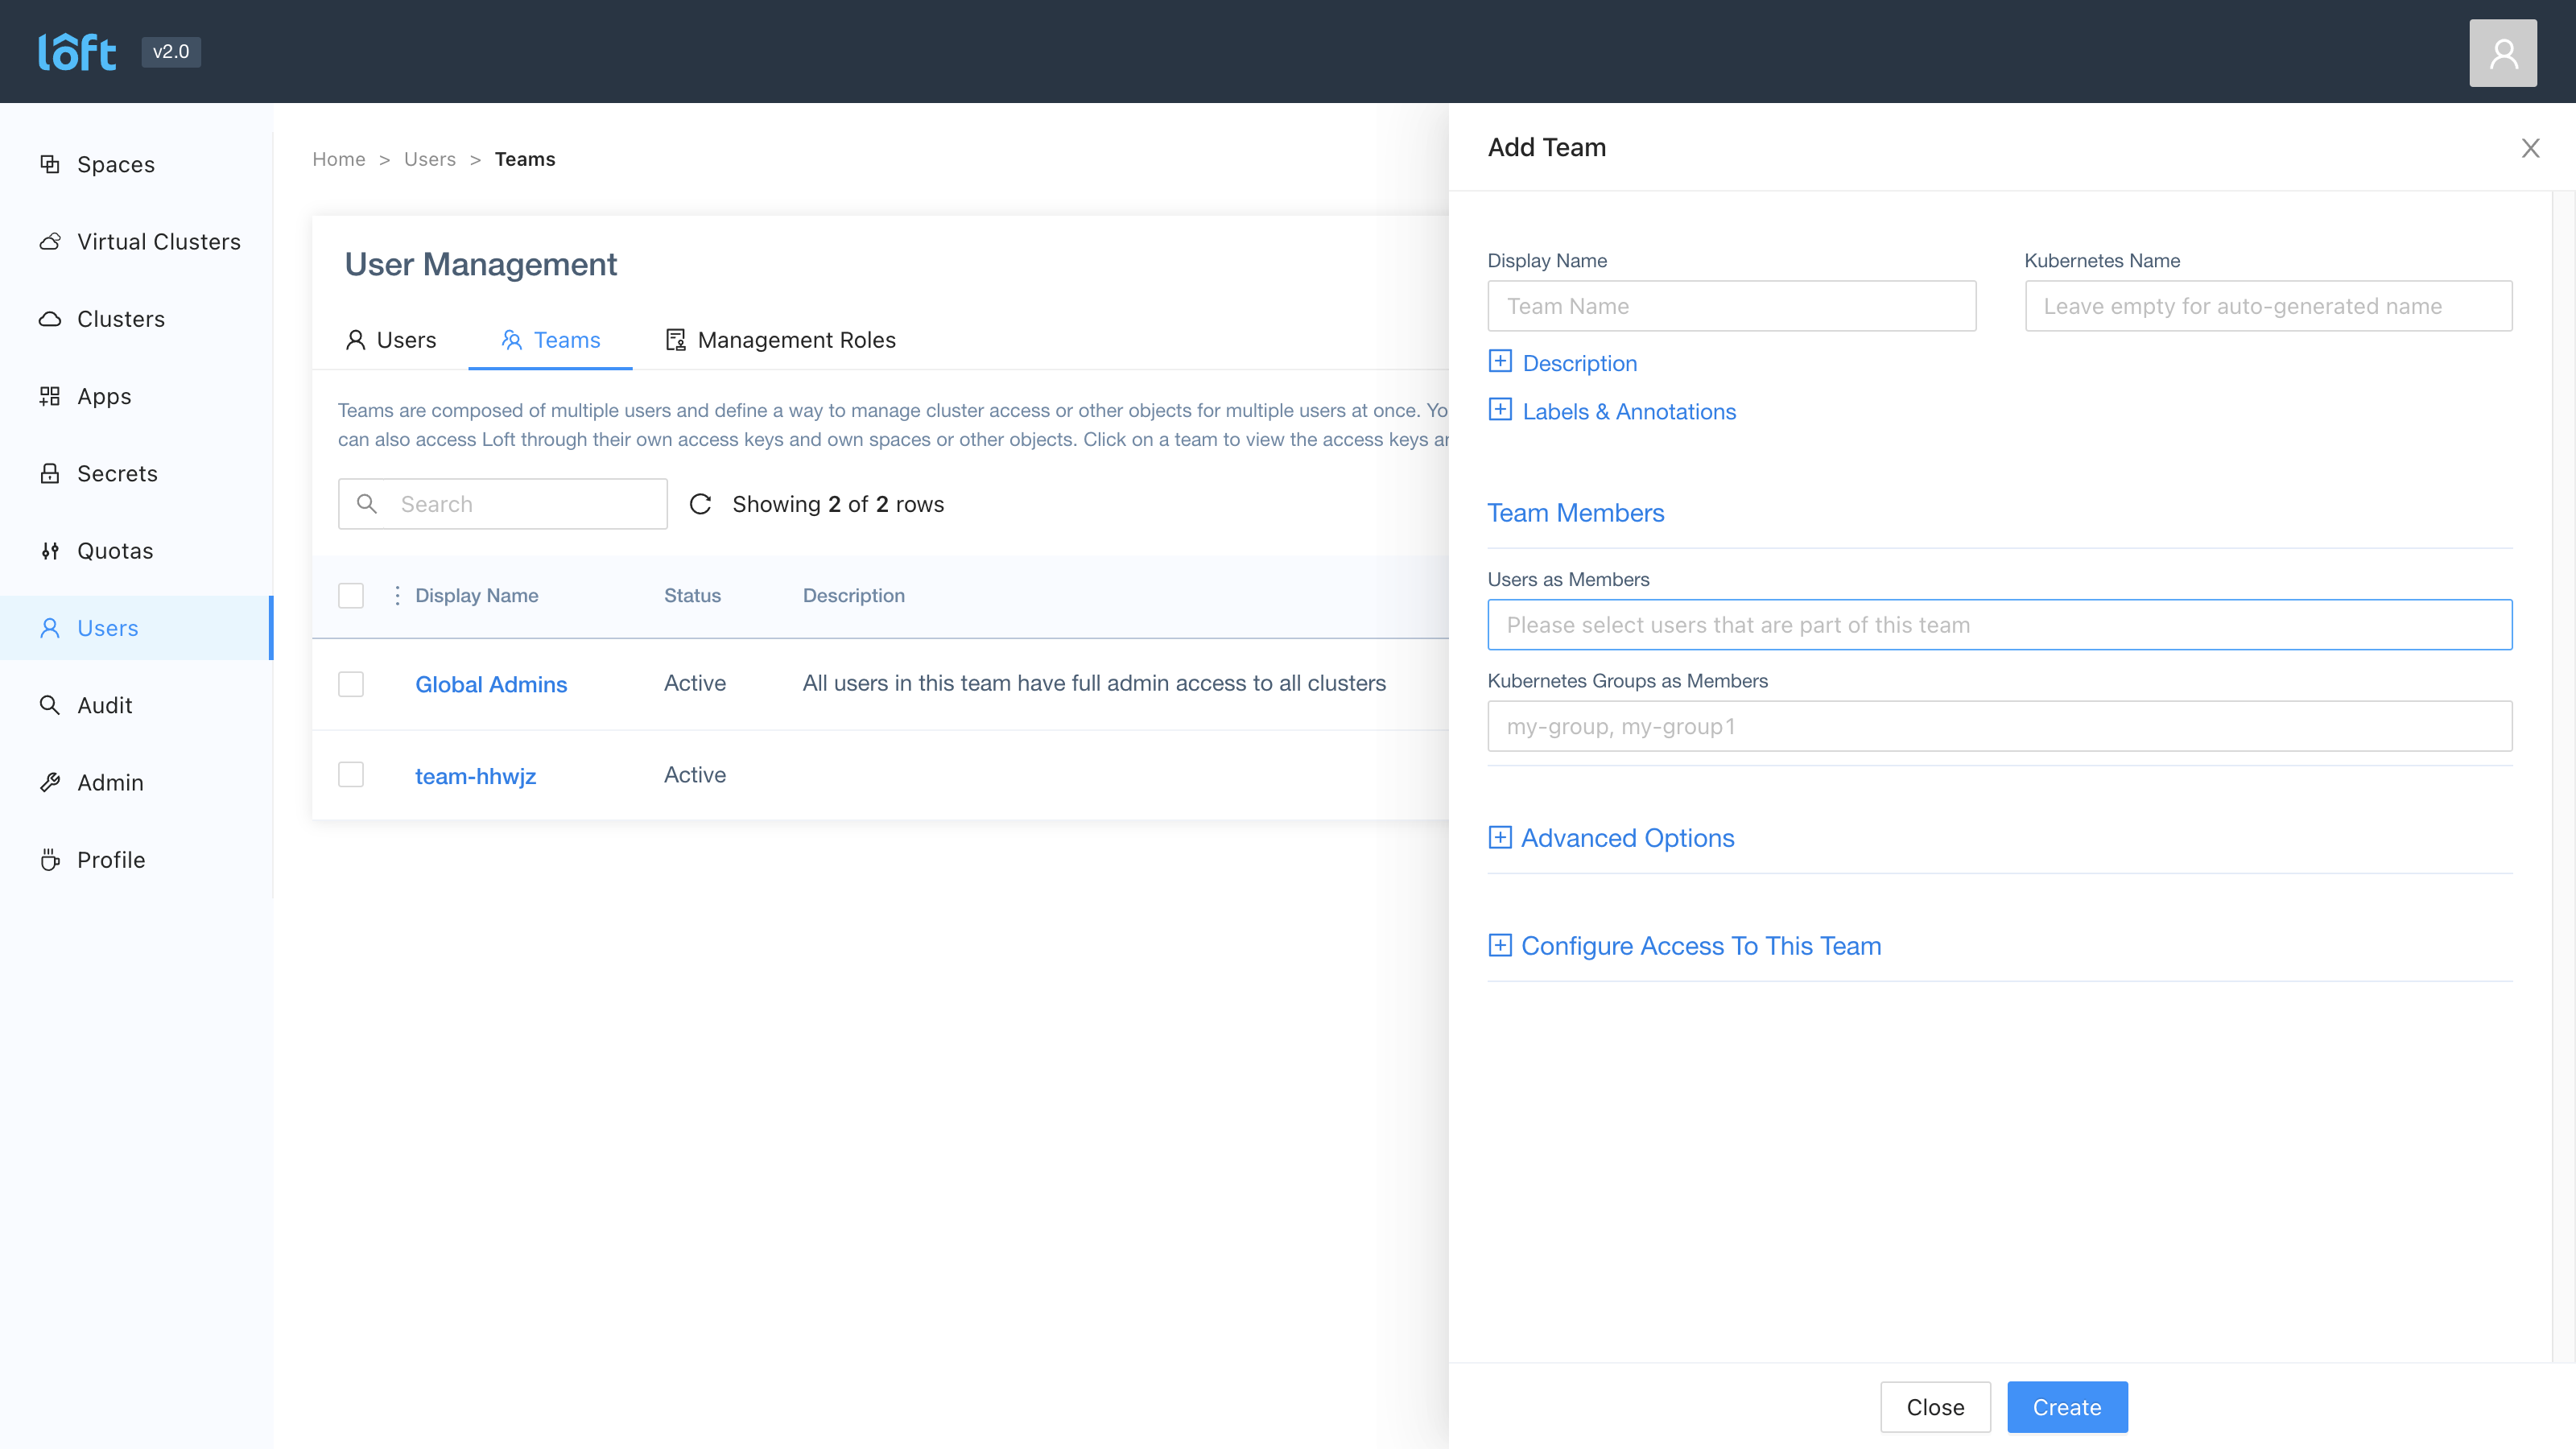 lôft v2.0
Spaces
Virtual Clusters
Clusters
Apps
Secrets
Quotas
Users
Audit
Admin
Profile
Home > Users > Teams
User Management
Users Teams Management Roles
Teams are composed of multiple users and define a way to manage cluster access or other objects for multiple users at once. Yo
can also access Loft through their own access keys and own spaces or other objects. Click on a team to view the access keys
Search Showing 2 of 2 rows
Display Name Status Description
Global Admins Active All users in this team have full admin access to all clusters
team-hhwjz Active
Add Team
Display Name Kubernetes Name
Team Name Leave empty for auto-generated name
Description
Labels & Annotations
Team Members
Users as Members
Please select users that are part of this team
Kubernetes Groups as Members
my-group, my-group1
Advanced Options
Configure Access To This Team
Close Create